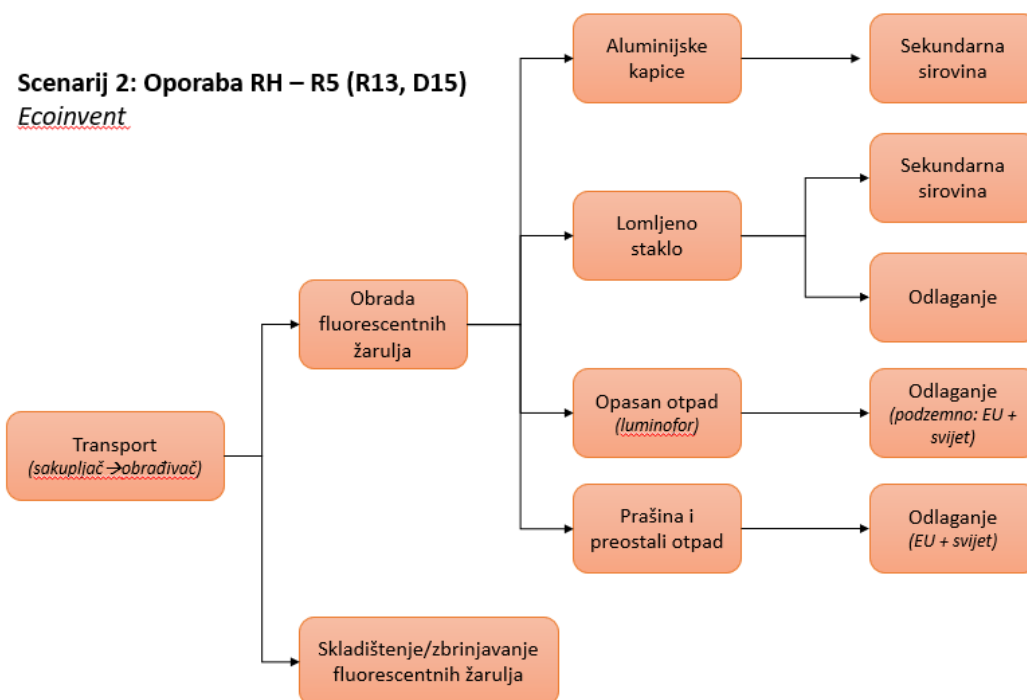 Scenarij 2: Oporaba RH – R5 (R13, D15)
Ecoinvent
Transport
(sakupljač→obrađivač)
Obrada
fluorescentnih
žarulja
Skladištenje/zbrinjavanje
fluorescentnih žarulja
Aluminijske
kapice
Sekundarna
sirovina
Lomljeno
staklo
Sekundarna
sirovina
Odlaganje
Opasan otpad
(luminofor)
Odlaganje
(podzemno: EU +
svijet)
Prašina i
preostali otpad
Odlaganje
(EU + svijet)